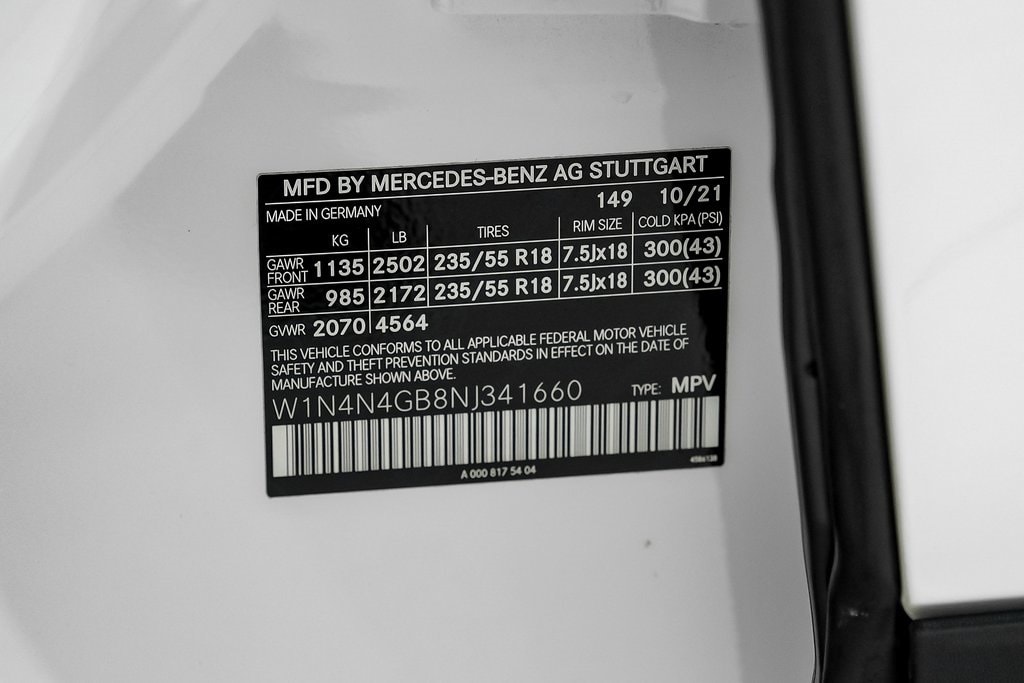 MFD BY MERCEDES-BENZ AG STUTTGART
MADE IN GERMANY 149 10/21
KG LB TIRES RIM SIZE COLD KPA (PSI)
GAWR FRONT 1135 2502 235/55 R18 7.5Jx18 300(43)
GAWR REAR 985 2172 235/55 R18 7.5Jx18 300(43)
GVWR 2070 4564
THIS VEHICLE CONFORMS TO ALL APPLICABLE FEDERAL MOTOR VEHICLE
SAFETY AND THEFT PREVENTION STANDARDS IN EFFECT ON THE DATE OF
MANUFACTURE SHOWN ABOVE.
W1N4N4GB8NJ341660 TYPE: MPV
A 000 817 54 04